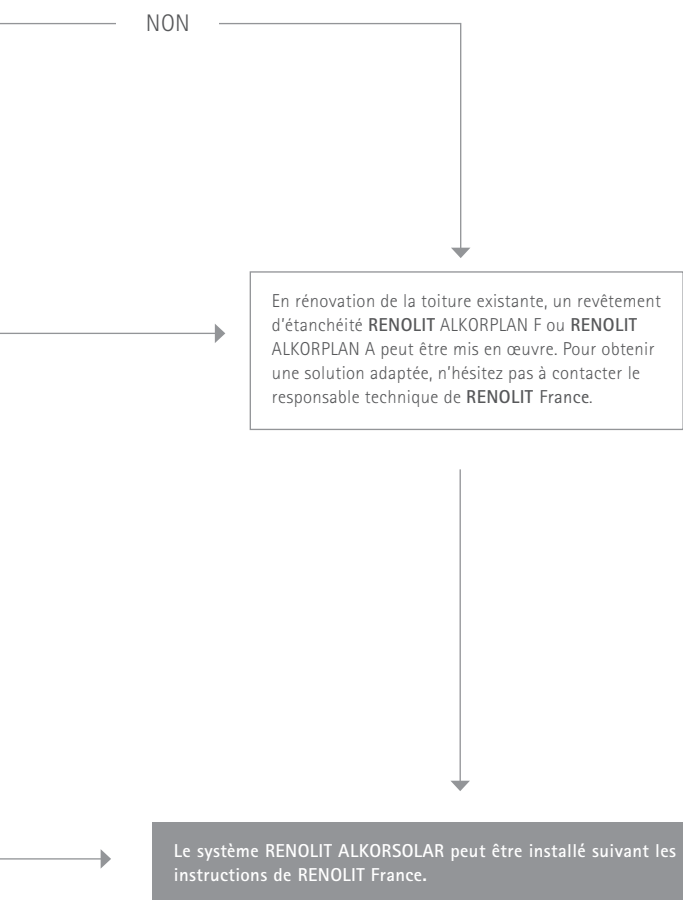 NON
En rénovation de la toiture existante, un revêtement
d'étanchéité RENOLIT ALKORPLAN F ou RENOLIT
ALKORPLAN A peut être mis en œuvre. Pour obtenir
une solution adaptée, n'hésitez pas à contacter le
responsable technique de RENOLIT France.
Le système RENOLIT ALKORSOLAR peut être installé suivant les
instructions de RENOLIT France.